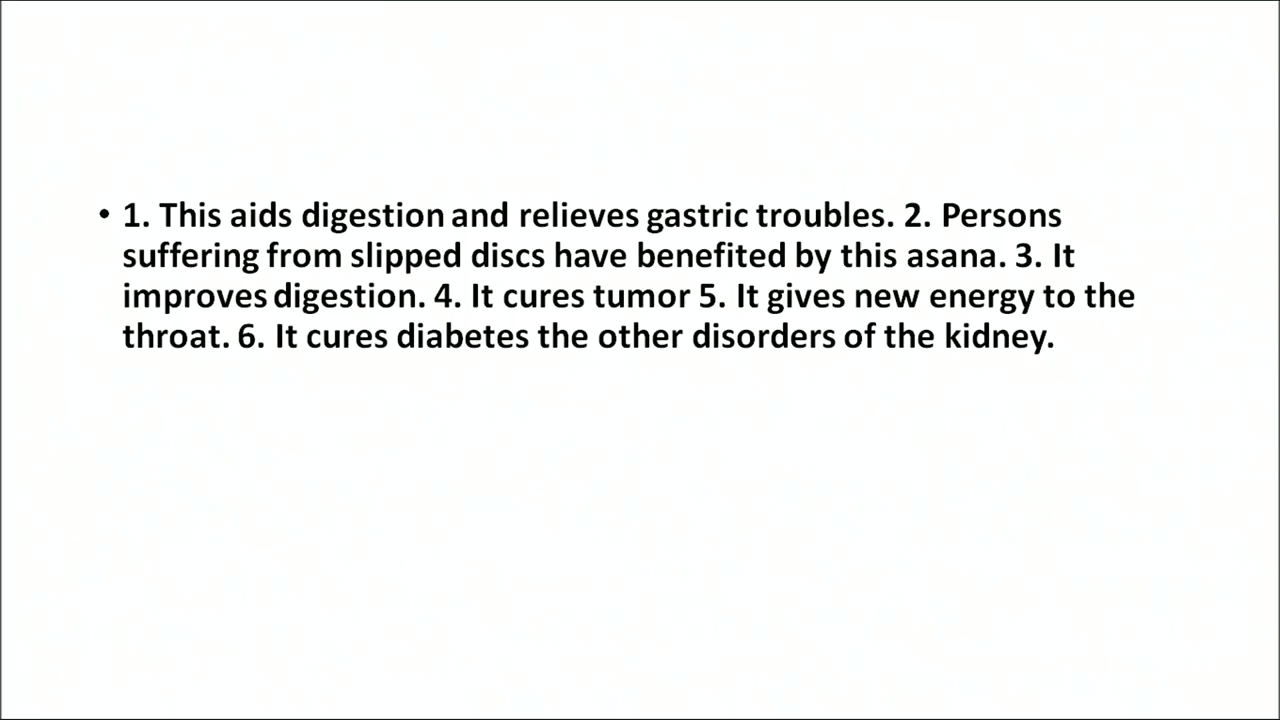 • 1. This aids digestion and relieves gastric troubles. 2. Persons
suffering from slipped discs have benefited by this asana. 3. It
improves digestion. 4. It cures tumor 5. It gives new energy to the
throat. 6. It cures diabetes the other disorders of the kidney.